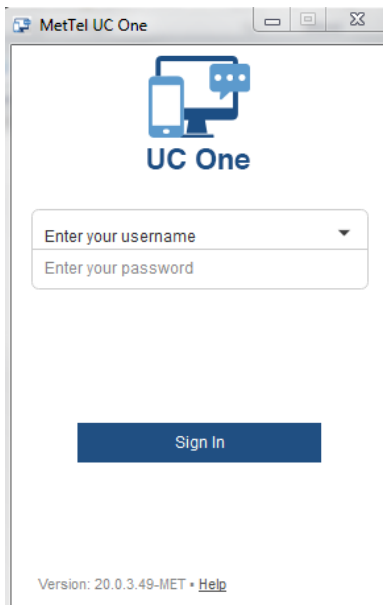 MetTel UC One
UC One
Enter your username
Enter your password
Sign In
Version: 20.0.3.49-MET • Help